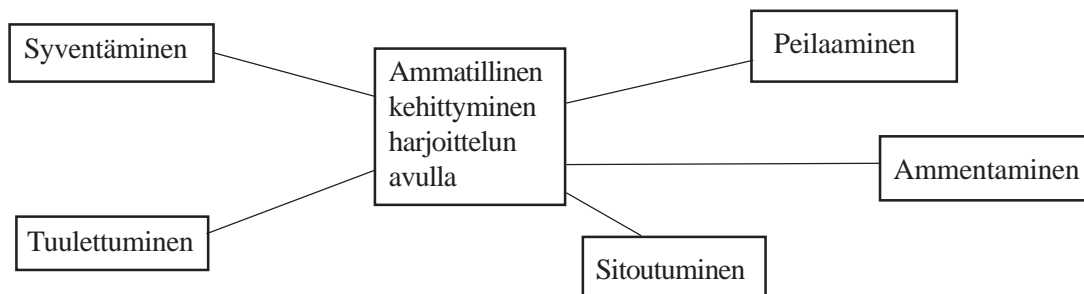 Syventäminen
Peilaaminen
Ammatillinen
kehittyminen
harjoittelun
avulla
Ammentaminen
Tuulettuminen
Sitoutuminen